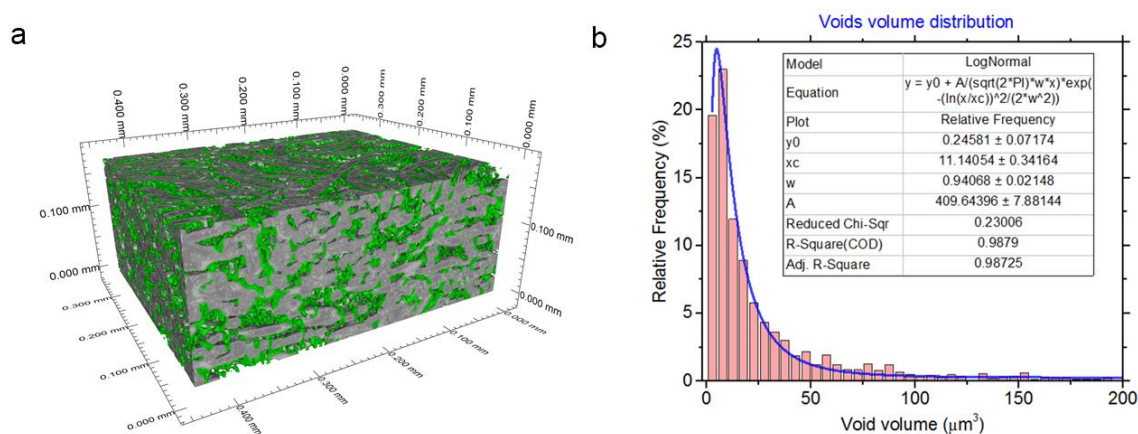 a
0.400 mm
0.300 mm
0.200 mm
0.100 mm
0.000 mm
0.300 mm
0.200 mm
0.100 mm
0.000 mm
0.100 mm
0.000 mm
0.100 mm
0.000 mm
0.300 mm
0.200 mm
0.100 mm
0.000 mm
0.400 mm
0.300 mm
0.200 mm
0.100 mm
0.000 mm
b
Voids volume distribution
Relative Frequency (%)
25
20
15
10
5
0
Model LogNormal
Equation y = y0 + A/(sqrt(2*PI)*w*x)*exp(
-(ln(x/xc))^2/(2*w^2))
Plot Relative Frequency
y0 0.24581 ± 0.07174
xc 11.14054 ± 0.34164
w 0.94068 ± 0.02148
A 409.64396 ± 7.88144
Reduced Chi-Sqr 0.23006
R-Square(COD) 0.9879
Adj. R-Square 0.98725
0 50 100 150 200
Void volume (μm³)